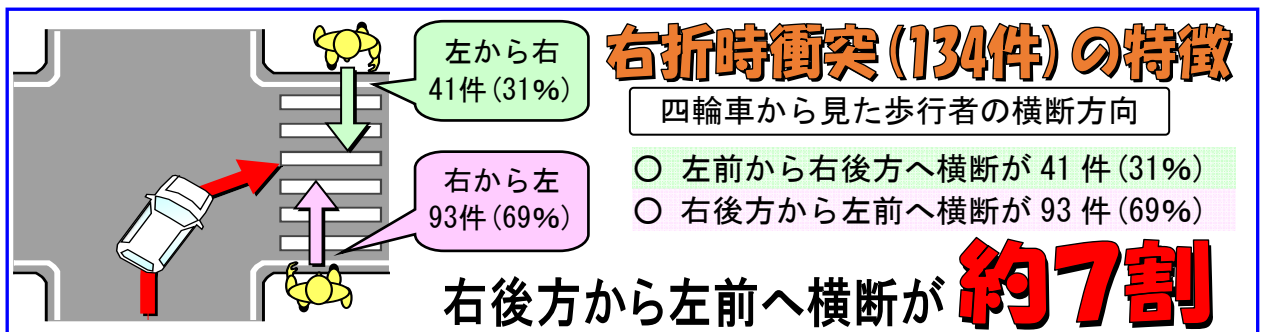 左から右
41件(31%)
右から左
93件(69%)
右折時衝突(134件)の特徴
四輪車から見た歩行者の横断方向
○ 左前から右後方へ横断が 41 件(31%)
○ 右後方から左前へ横断が 93 件(69%)
右後方から左前へ横断が 約7割